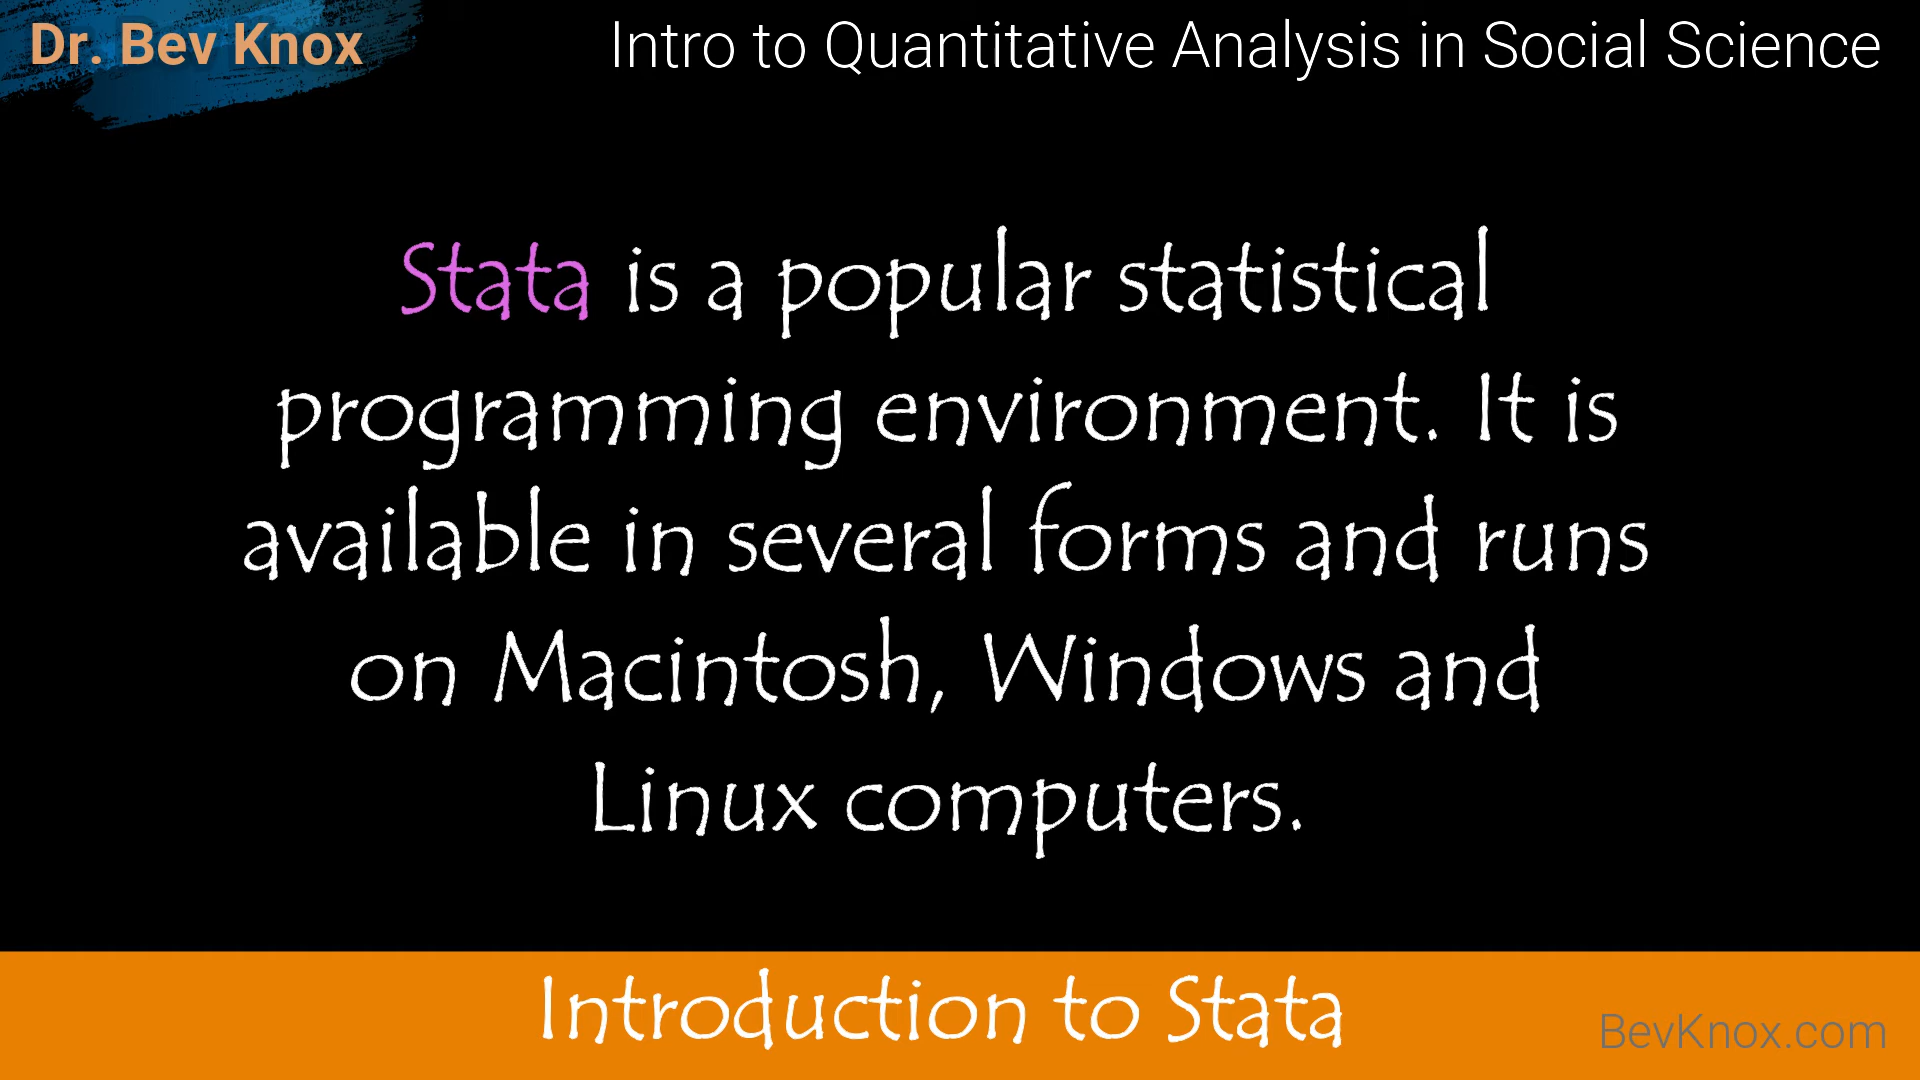 Dr. Bev Knox
Intro to Quantitative Analysis in Social Science
Stata is a popular statistical
programming environment. It is
available in several forms and runs
on Macintosh, Windows and
Linux computers.
Introduction to Stata
BevKnox.com